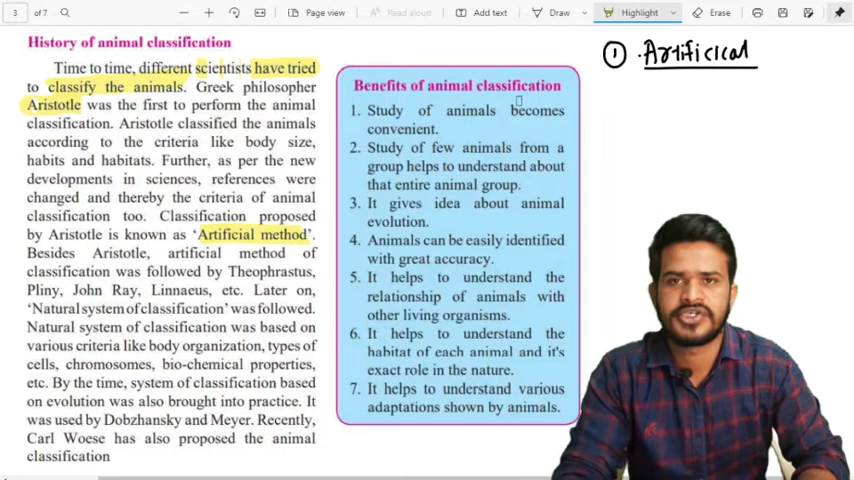 3 of 7
Page view
Read aloud
Add text
Draw
Highlight
Erase
History of animal classification
Time to time, different scientists have tried
to classify the animals. Greek philosopher
Aristotle was the first to perform the animal
classification. Aristotle classified the animals
according to the criteria like body size,
habits and habitats. Further, as per the new
developments in sciences, references were
changed and thereby the criteria of animal
classification too. Classification proposed
by Aristotle is known as ‘Artificial method’.
Besides Aristotle, artificial method of
classification was followed by Theophrastus,
Pliny, John Ray, Linnaeus, etc. Later on,
‘Natural system of classification’ was followed.
Natural system of classification was based on
various criteria like body organization, types of
cells, chromosomes, bio-chemical properties,
etc. By the time, system of classification based
on evolution was also brought into practice. It
was used by Dobzhansky and Meyer. Recently,
Carl Woese has also proposed the animal
classification
Benefits of animal classification
1. Study of animals becomes
convenient.
2. Study of few animals from a
group helps to understand about
that entire animal group.
3. It gives idea about animal
evolution.
4. Animals can be easily identified
with great accuracy.
5. It helps to understand the
relationship of animals with
other living organisms.
6. It helps to understand the
habitat of each animal and it's
exact role in the nature.
7. It helps to understand various
adaptations shown by animals.
① Artificical